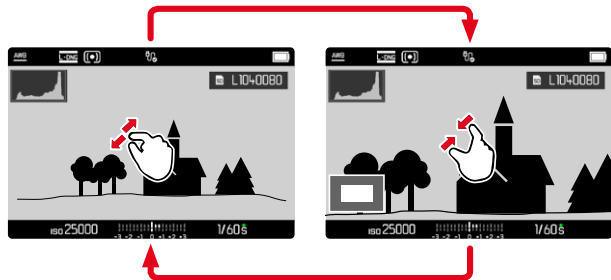 AWB L-DNG
L1040080
ISO 25000 -3 -2 -1 0 +1 +2 +3 1/60s
AWB L-DNG
L1040080
ISO 25000 -3 -2 -1 0 +1 +2 +3 1/60s